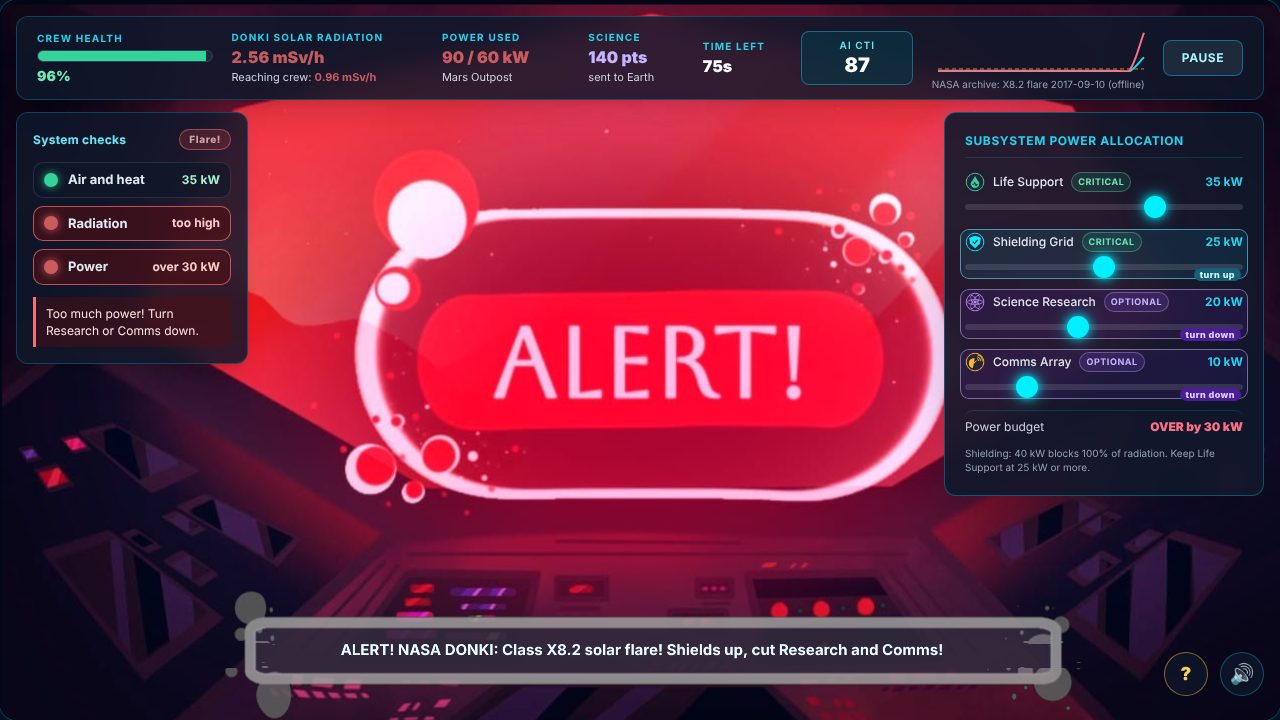 CREW HEALTH
96%
DONKI SOLAR RADIATION
2.56 mSv/h
Reaching crew: 0.96 mSv/h
POWER USED
90 / 60 kW
Mars Outpost
SCIENCE
140 pts
sent to Earth
TIME LEFT
75s
AI CTI
87
NASA archive: X8.2 flare 2017-09-10 (offline)
PAUSE
System checks
Flare!
Air and heat 35 kW
Radiation too high
Power over 30 kW
Too much power! Turn
Research or Comms down.
ALERT!
SUBSYSTEM POWER ALLOCATION
Life Support CRITICAL 35 kW
Shielding Grid CRITICAL 25 kW
turn up
Science Research OPTIONAL 20 kW
turn down
Comms Array OPTIONAL 10 kW
turn down
Power budget OVER by 30 kW
Shielding: 40 kW blocks 100% of radiation. Keep Life
Support at 25 kW or more.
ALERT! NASA DONKI: Class X8.2 solar flare! Shields up, cut Research and Comms!
?